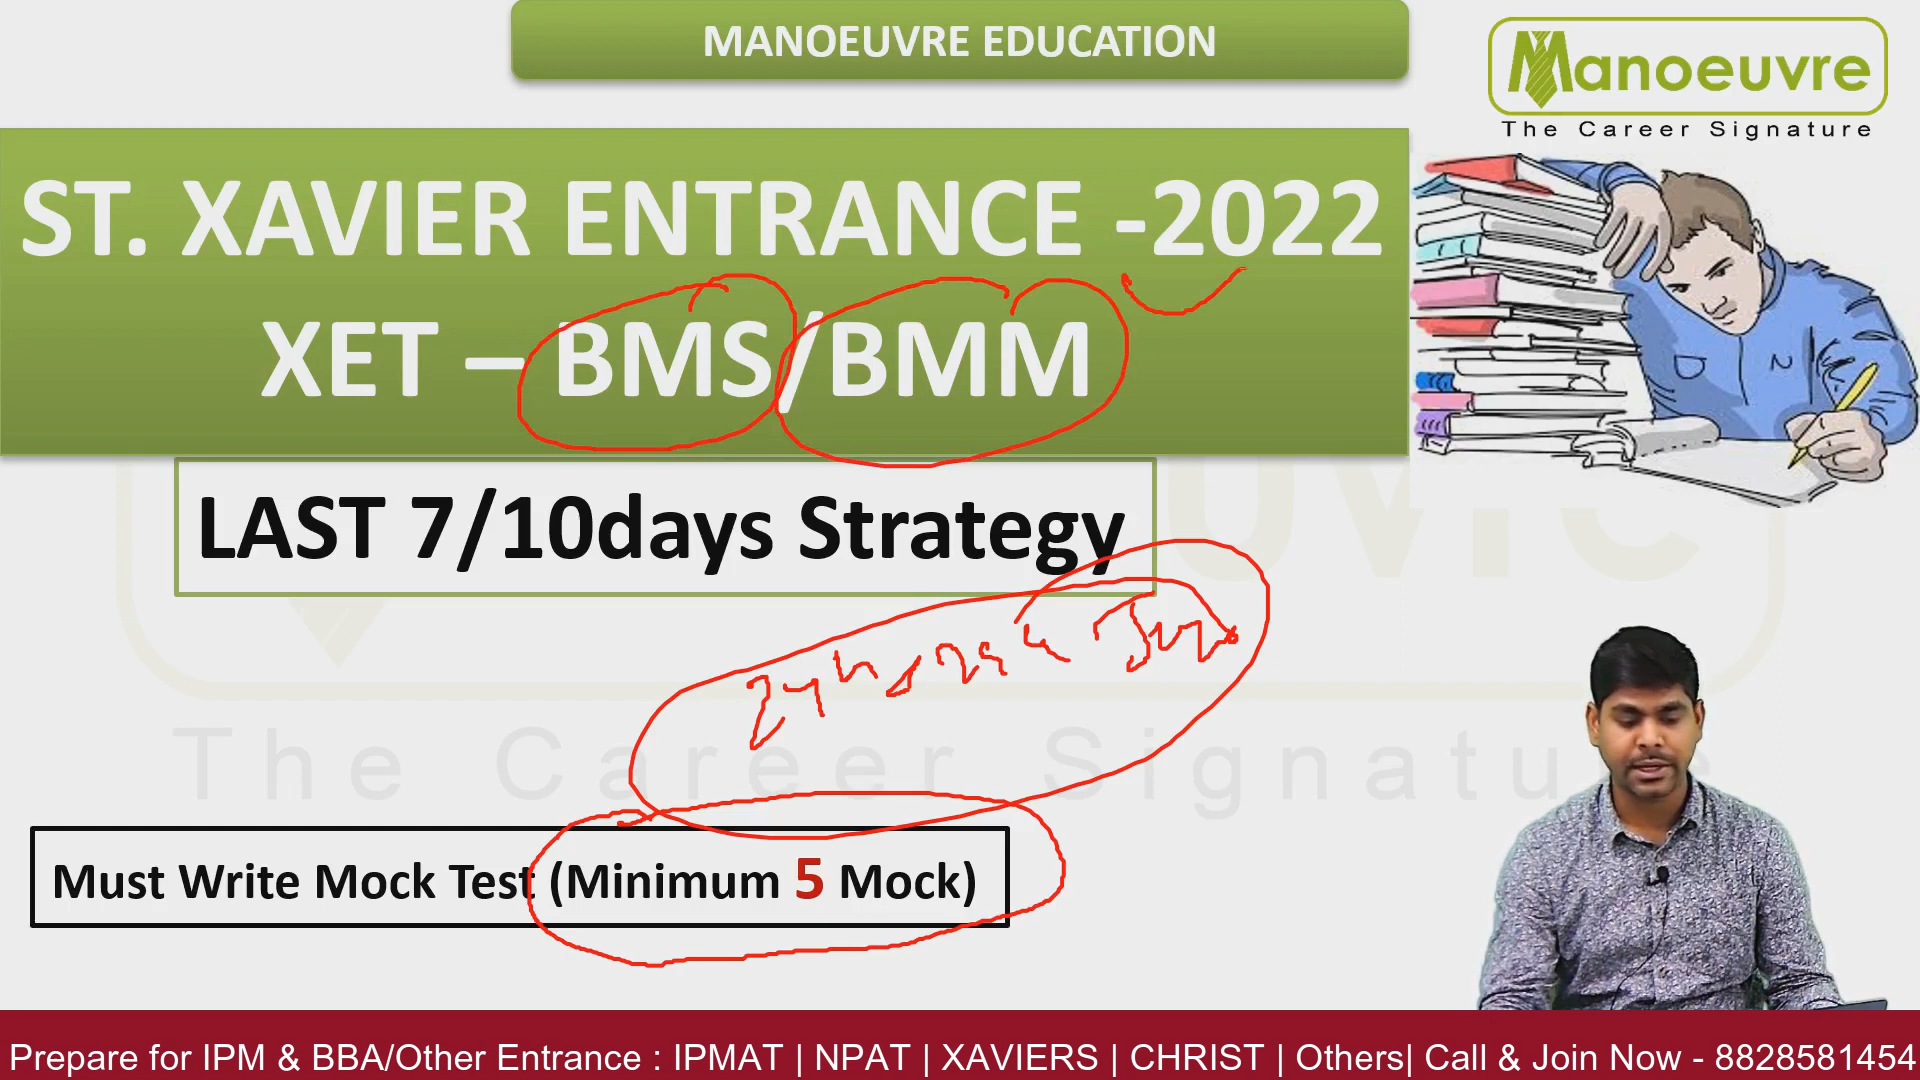 MANOEUVRE EDUCATION
Manoeuvre
The Career Signature
ST. XAVIER ENTRANCE -2022
XET – BMS/BMM
LAST 7/10days Strategy
The Career Signature
Must Write Mock Test (Minimum 5 Mock)
Prepare for IPM & BBA/Other Entrance : IPMAT | NPAT | XAVIERS | CHRIST | Others| Call & Join Now - 8828581454